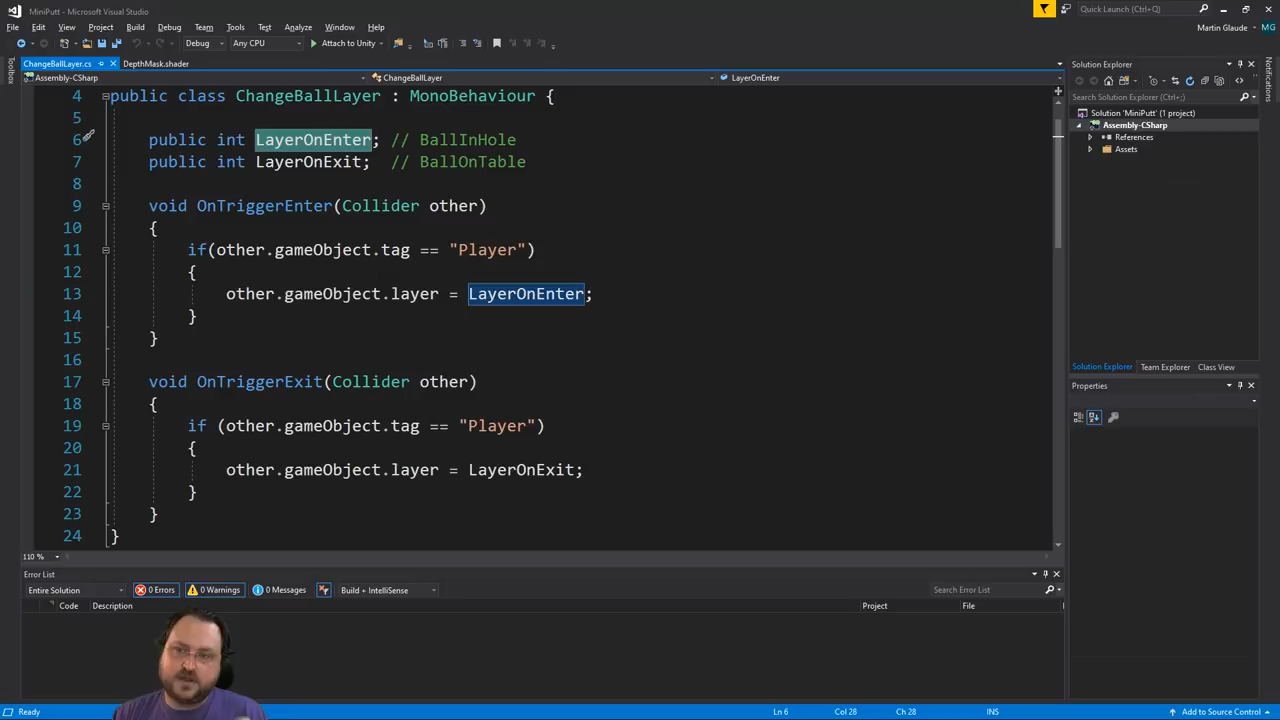 MiniPutt - Microsoft Visual Studio
Quick Launch (Ctrl+Q)
File Edit View Project Build Debug Team Tools Test Analyze Window Help
Martin Glaude MG
Debug Any CPU Attach to Unity
Toolbox
ChangeBallLayer.cs DepthMask.shader
Assembly-CSharp ChangeBallLayer LayerOnEnter
4 public class ChangeBallLayer : MonoBehaviour {
5
6 public int LayerOnEnter; // BallInHole
7 public int LayerOnExit; // BallOnTable
8
9 void OnTriggerEnter(Collider other)
10 {
11 if(other.gameObject.tag == "Player")
12 {
13 other.gameObject.layer = LayerOnEnter;
14 }
15 }
16
17 void OnTriggerExit(Collider other)
18 {
19 if (other.gameObject.tag == "Player")
20 {
21 other.gameObject.layer = LayerOnExit;
22 }
23 }
24 }
110 %
Solution Explorer
Search Solution Explorer (Ctrl+;)
Solution 'MiniPutt' (1 project)
Assembly-CSharp
References
Assets
Solution Explorer Team Explorer Class View
Properties
Notifications
Error List
Entire Solution 0 Errors 0 Warnings 0 Messages Build + IntelliSense Search Error List
Code Description Project File
Ready Ln 6 Col 28 Ch 28 INS Add to Source Control